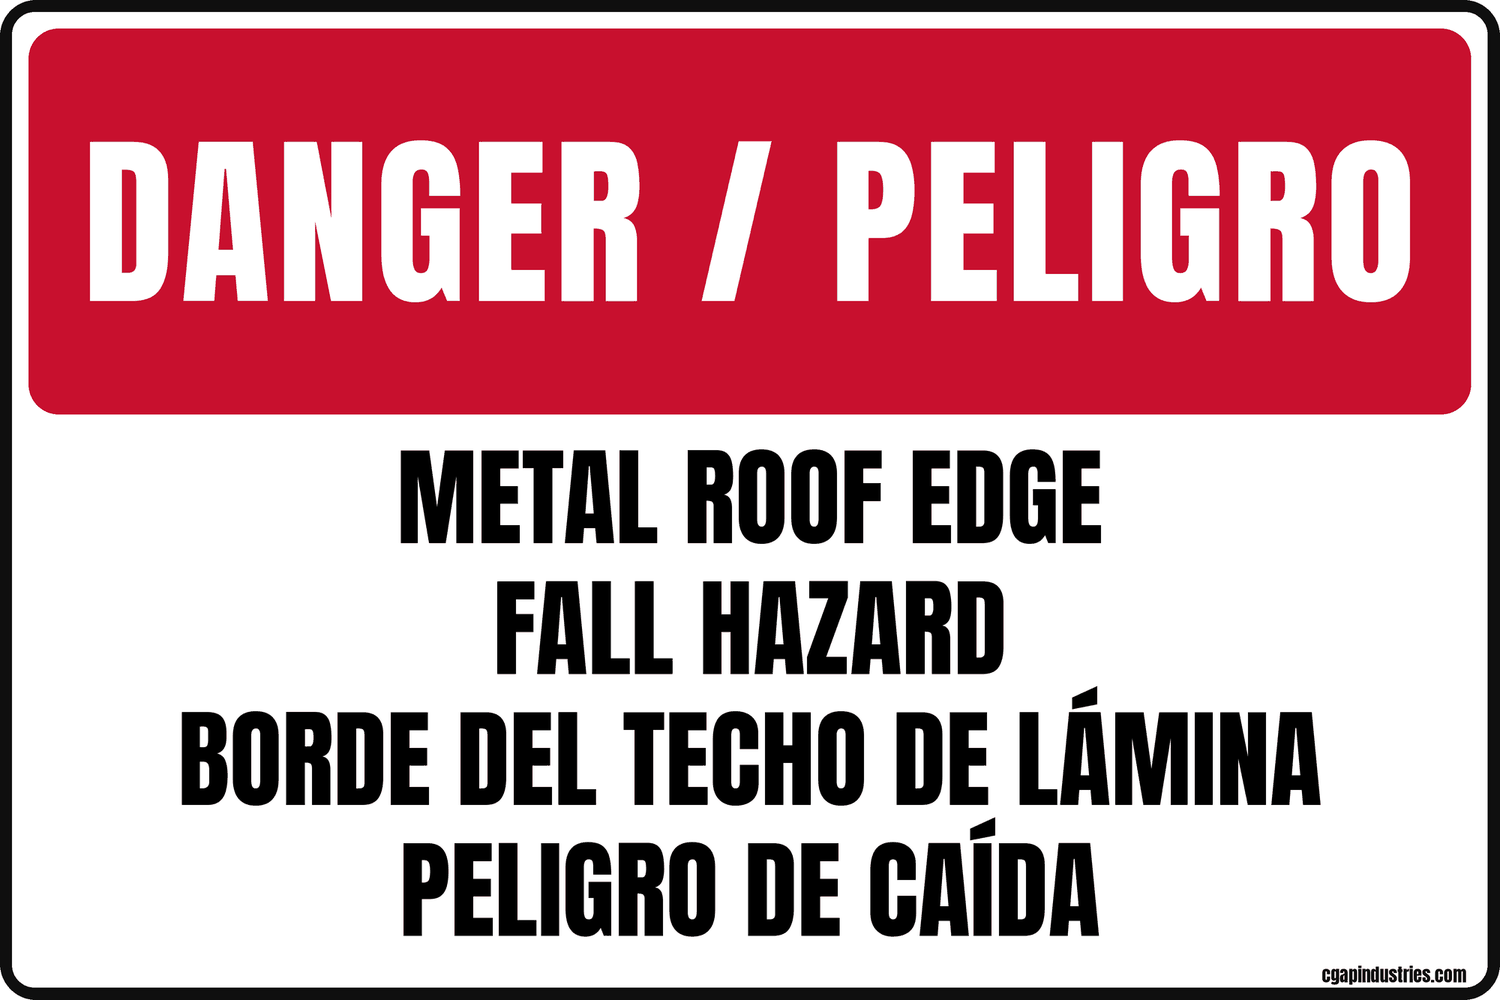 DANGER / PELIGRO
METAL ROOF EDGE
FALL HAZARD
BORDE DEL TECHO DE LÁMINA
PELIGRO DE CAÍDA
cgapindustries.com